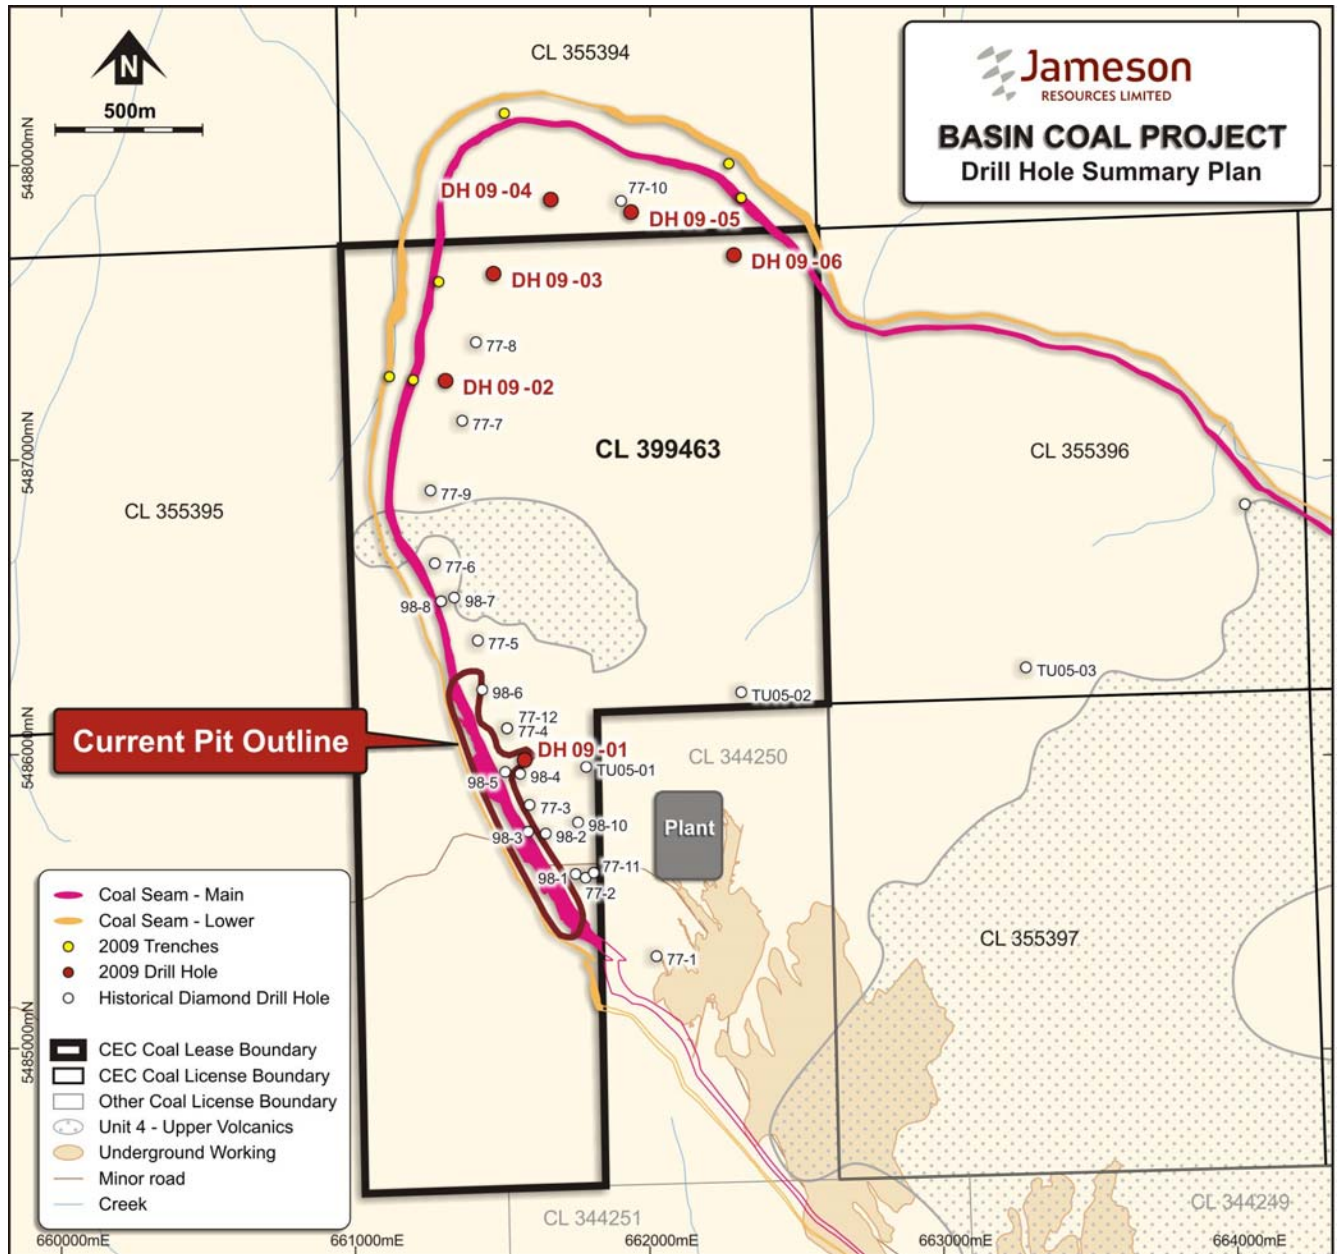 N
500m
Jameson
RESOURCES LIMITED
BASIN COAL PROJECT
Drill Hole Summary Plan
CL 355394
5488000mN
DH 09-04
77-10
DH 09-05
DH 09-06
DH 09-03
77-8
DH 09-02
77-7
CL 399463
CL 355396
5487000mN
77-9
CL 355395
77-6
98-8
98-7
77-5
TU05-03
98-6
TU05-02
77-12
77-4
Current Pit Outline
5486000mN
DH 09-01
CL 344250
TU05-01
98-5
98-4
77-3
98-10
Plant
98-3
98-2
77-11
98-1
77-2
CL 355397
77-1
Coal Seam - Main
Coal Seam - Lower
2009 Trenches
2009 Drill Hole
Historical Diamond Drill Hole
CEC Coal Lease Boundary
CEC Coal License Boundary
Other Coal License Boundary
Unit 4 - Upper Volcanics
Underground Working
Minor road
Creek
5485000mN
CL 344249
CL 344251
660000mE
661000mE
662000mE
663000mE
664000mE